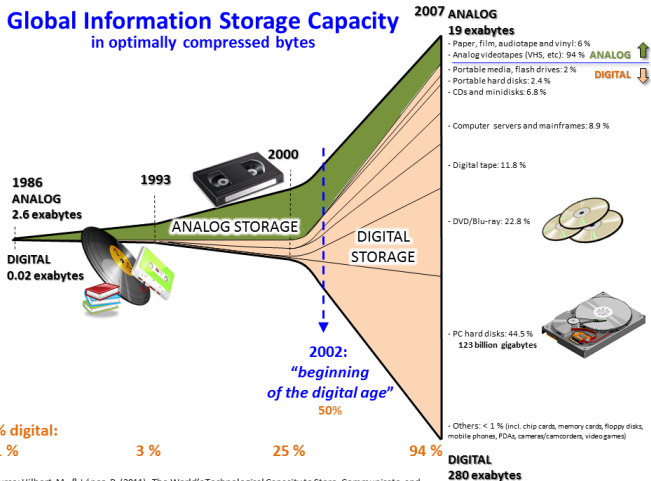 Global Information Storage Capacity
in optimally compressed bytes
2007 ANALOG
19 exabytes
- Paper, film, audiotape and vinyl: 6 %
- Analog videotapes (VHS, etc): 94 % ANALOG
- Portable media, flash drives: 2 %
DIGITAL
- Portable hard disks: 2.4 %
- CDs and minidisks: 6.8 %
- Computer servers and mainframes: 8.9 %
- Digital tape: 11.8 %
- DVD/Blu-ray: 22.8 %
- PC hard disks: 44.5 %
123 billion gigabytes
- Others: < 1 % (incl. chip cards, memory cards, floppy disks,
mobile phones, PDAs, cameras/camcorders, video games)
DIGITAL
280 exabytes
1986
ANALOG
2.6 exabytes
DIGITAL
0.02 exabytes
1993
2000
ANALOG STORAGE
DIGITAL
STORAGE
2002:
"beginning
of the digital age"
50%
% digital:
%
3 %
25 %
94 %